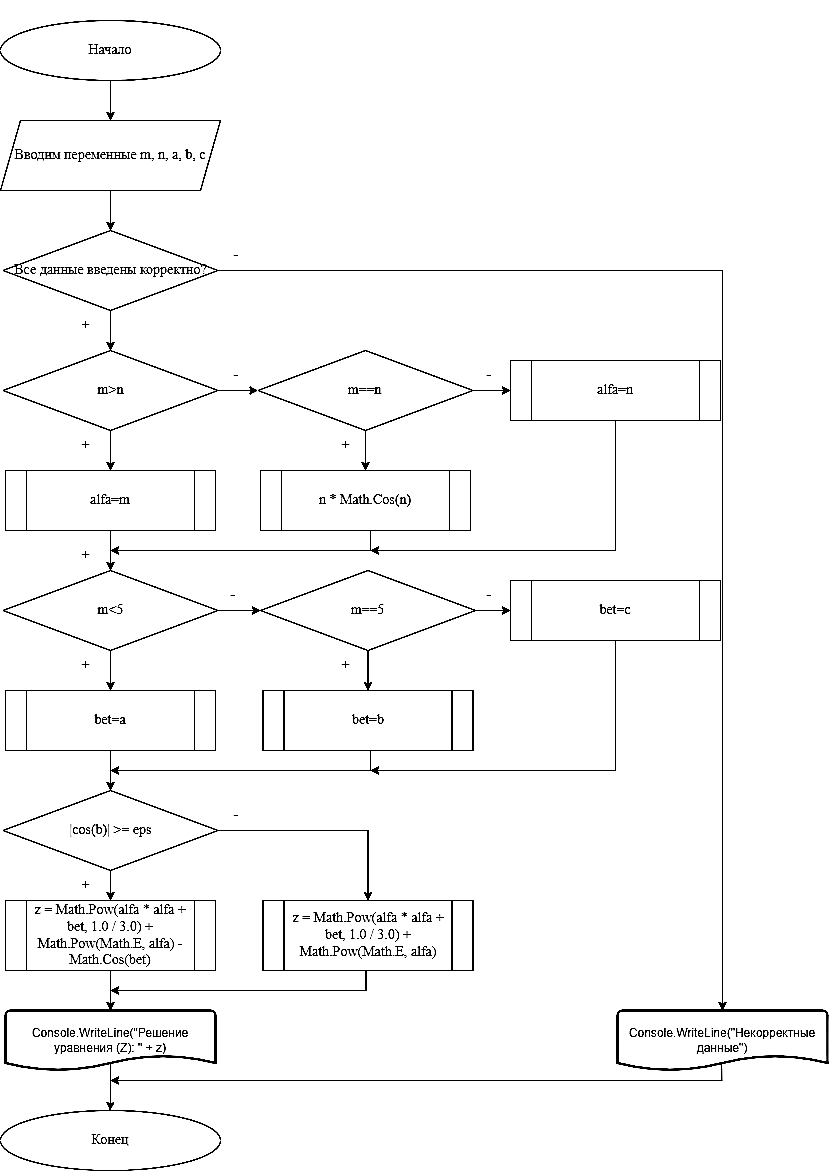 Начало
Вводим переменные m, n, a, b, c
Все данные введены корректно?
-
+
m>n
-
m==n
-
alfa=n
+
+
alfa=m
n * Math.Cos(n)
+
m<5
-
m==5
-
bet=c
+
+
bet=a
bet=b
|cos(b)| >= eps
-
+
z = Math.Pow(alfa * alfa +
bet, 1.0 / 3.0) +
Math.Pow(Math.E, alfa) -
Math.Cos(bet)
z = Math.Pow(alfa * alfa +
bet, 1.0 / 3.0) +
Math.Pow(Math.E, alfa)
Console.WriteLine("Решение
уравнения (Z): " + z)
Console.WriteLine("Некорректные
данные")
Конец